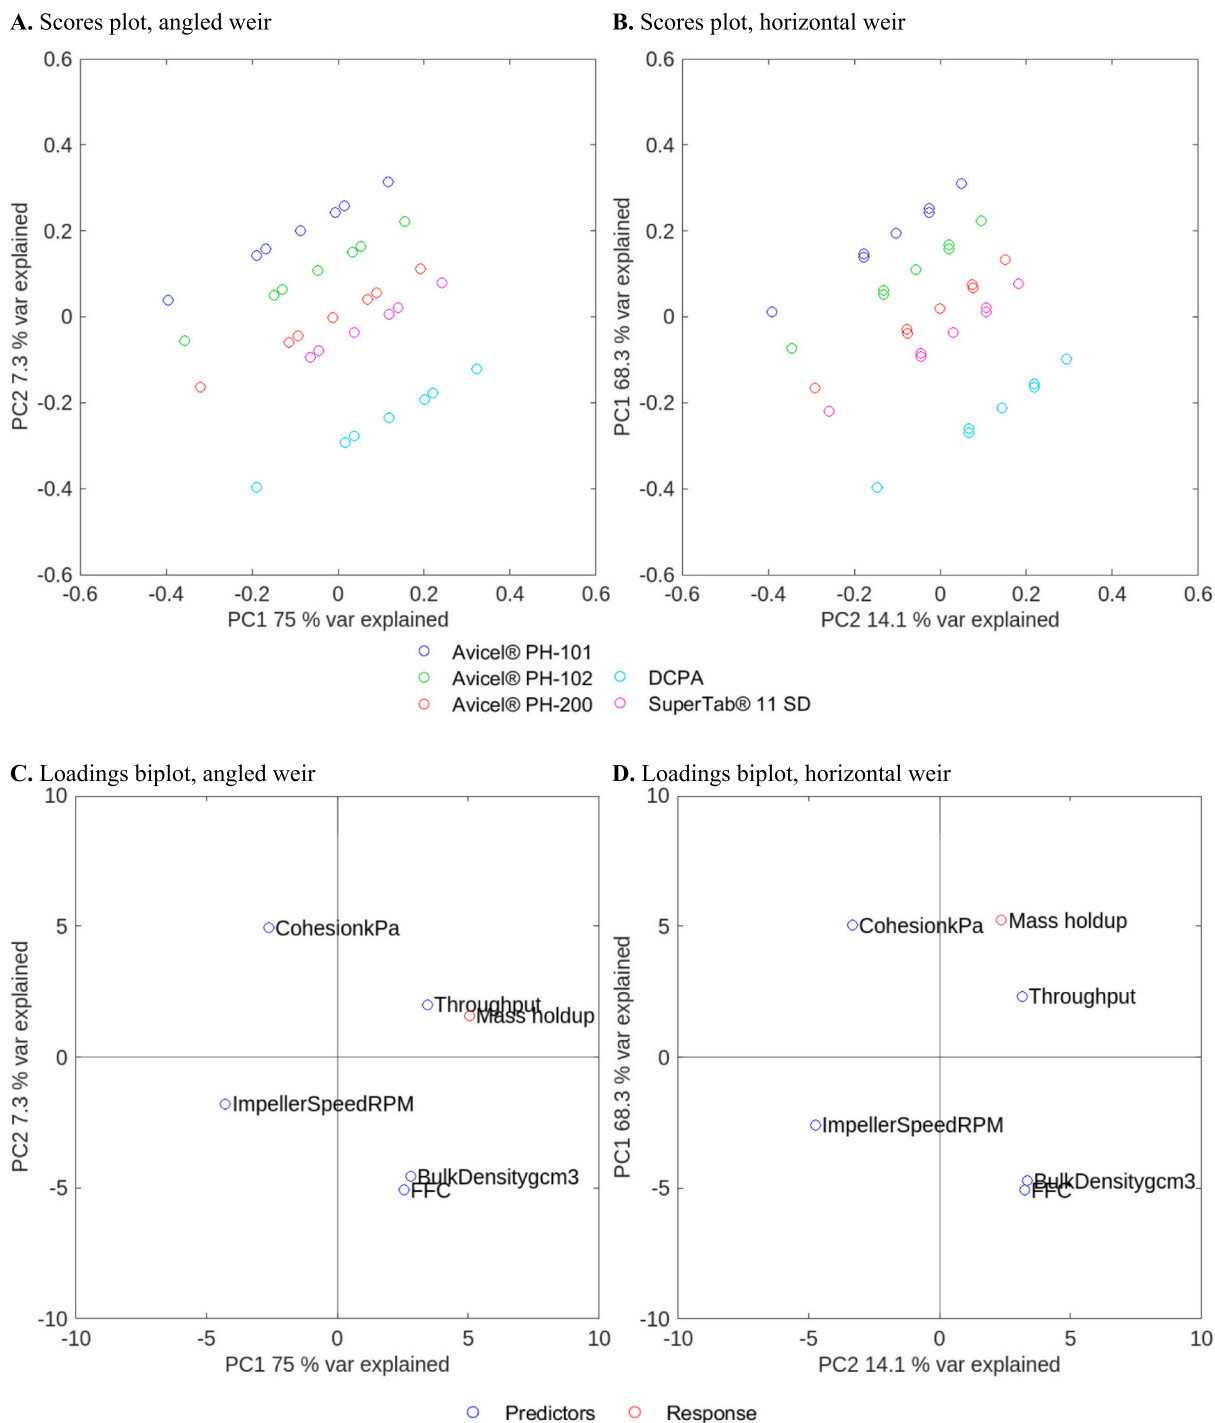 A. Scores plot, angled weir
0.6
0.4
0.2
0
-0.2
-0.4
-0.6
-0.6 -0.4 -0.2 0 0.2 0.4 0.6
PC2 7.3 % var explained
PC1 75 % var explained
B. Scores plot, horizontal weir
0.6
0.4
0.2
0
-0.2
-0.4
-0.6
-0.6 -0.4 -0.2 0 0.2 0.4 0.6
PC1 68.3 % var explained
PC2 14.1 % var explained
Avicel® PH-101
Avicel® PH-102
Avicel® PH-200
DCPA
SuperTab® 11 SD
C. Loadings biplot, angled weir
10
5
0
-5
-10
-10 -5 0 5 10
PC2 7.3 % var explained
PC1 75 % var explained
CohesionkPa
Throughput
Mass holdup
ImpellerSpeedRPM
BulkDensitygcm3
FFC
D. Loadings biplot, horizontal weir
10
5
0
-5
-10
-10 -5 0 5 10
PC1 68.3 % var explained
PC2 14.1 % var explained
CohesionkPa
Mass holdup
Throughput
ImpellerSpeedRPM
BulkDensitygcm3
FFC
Predictors
Response